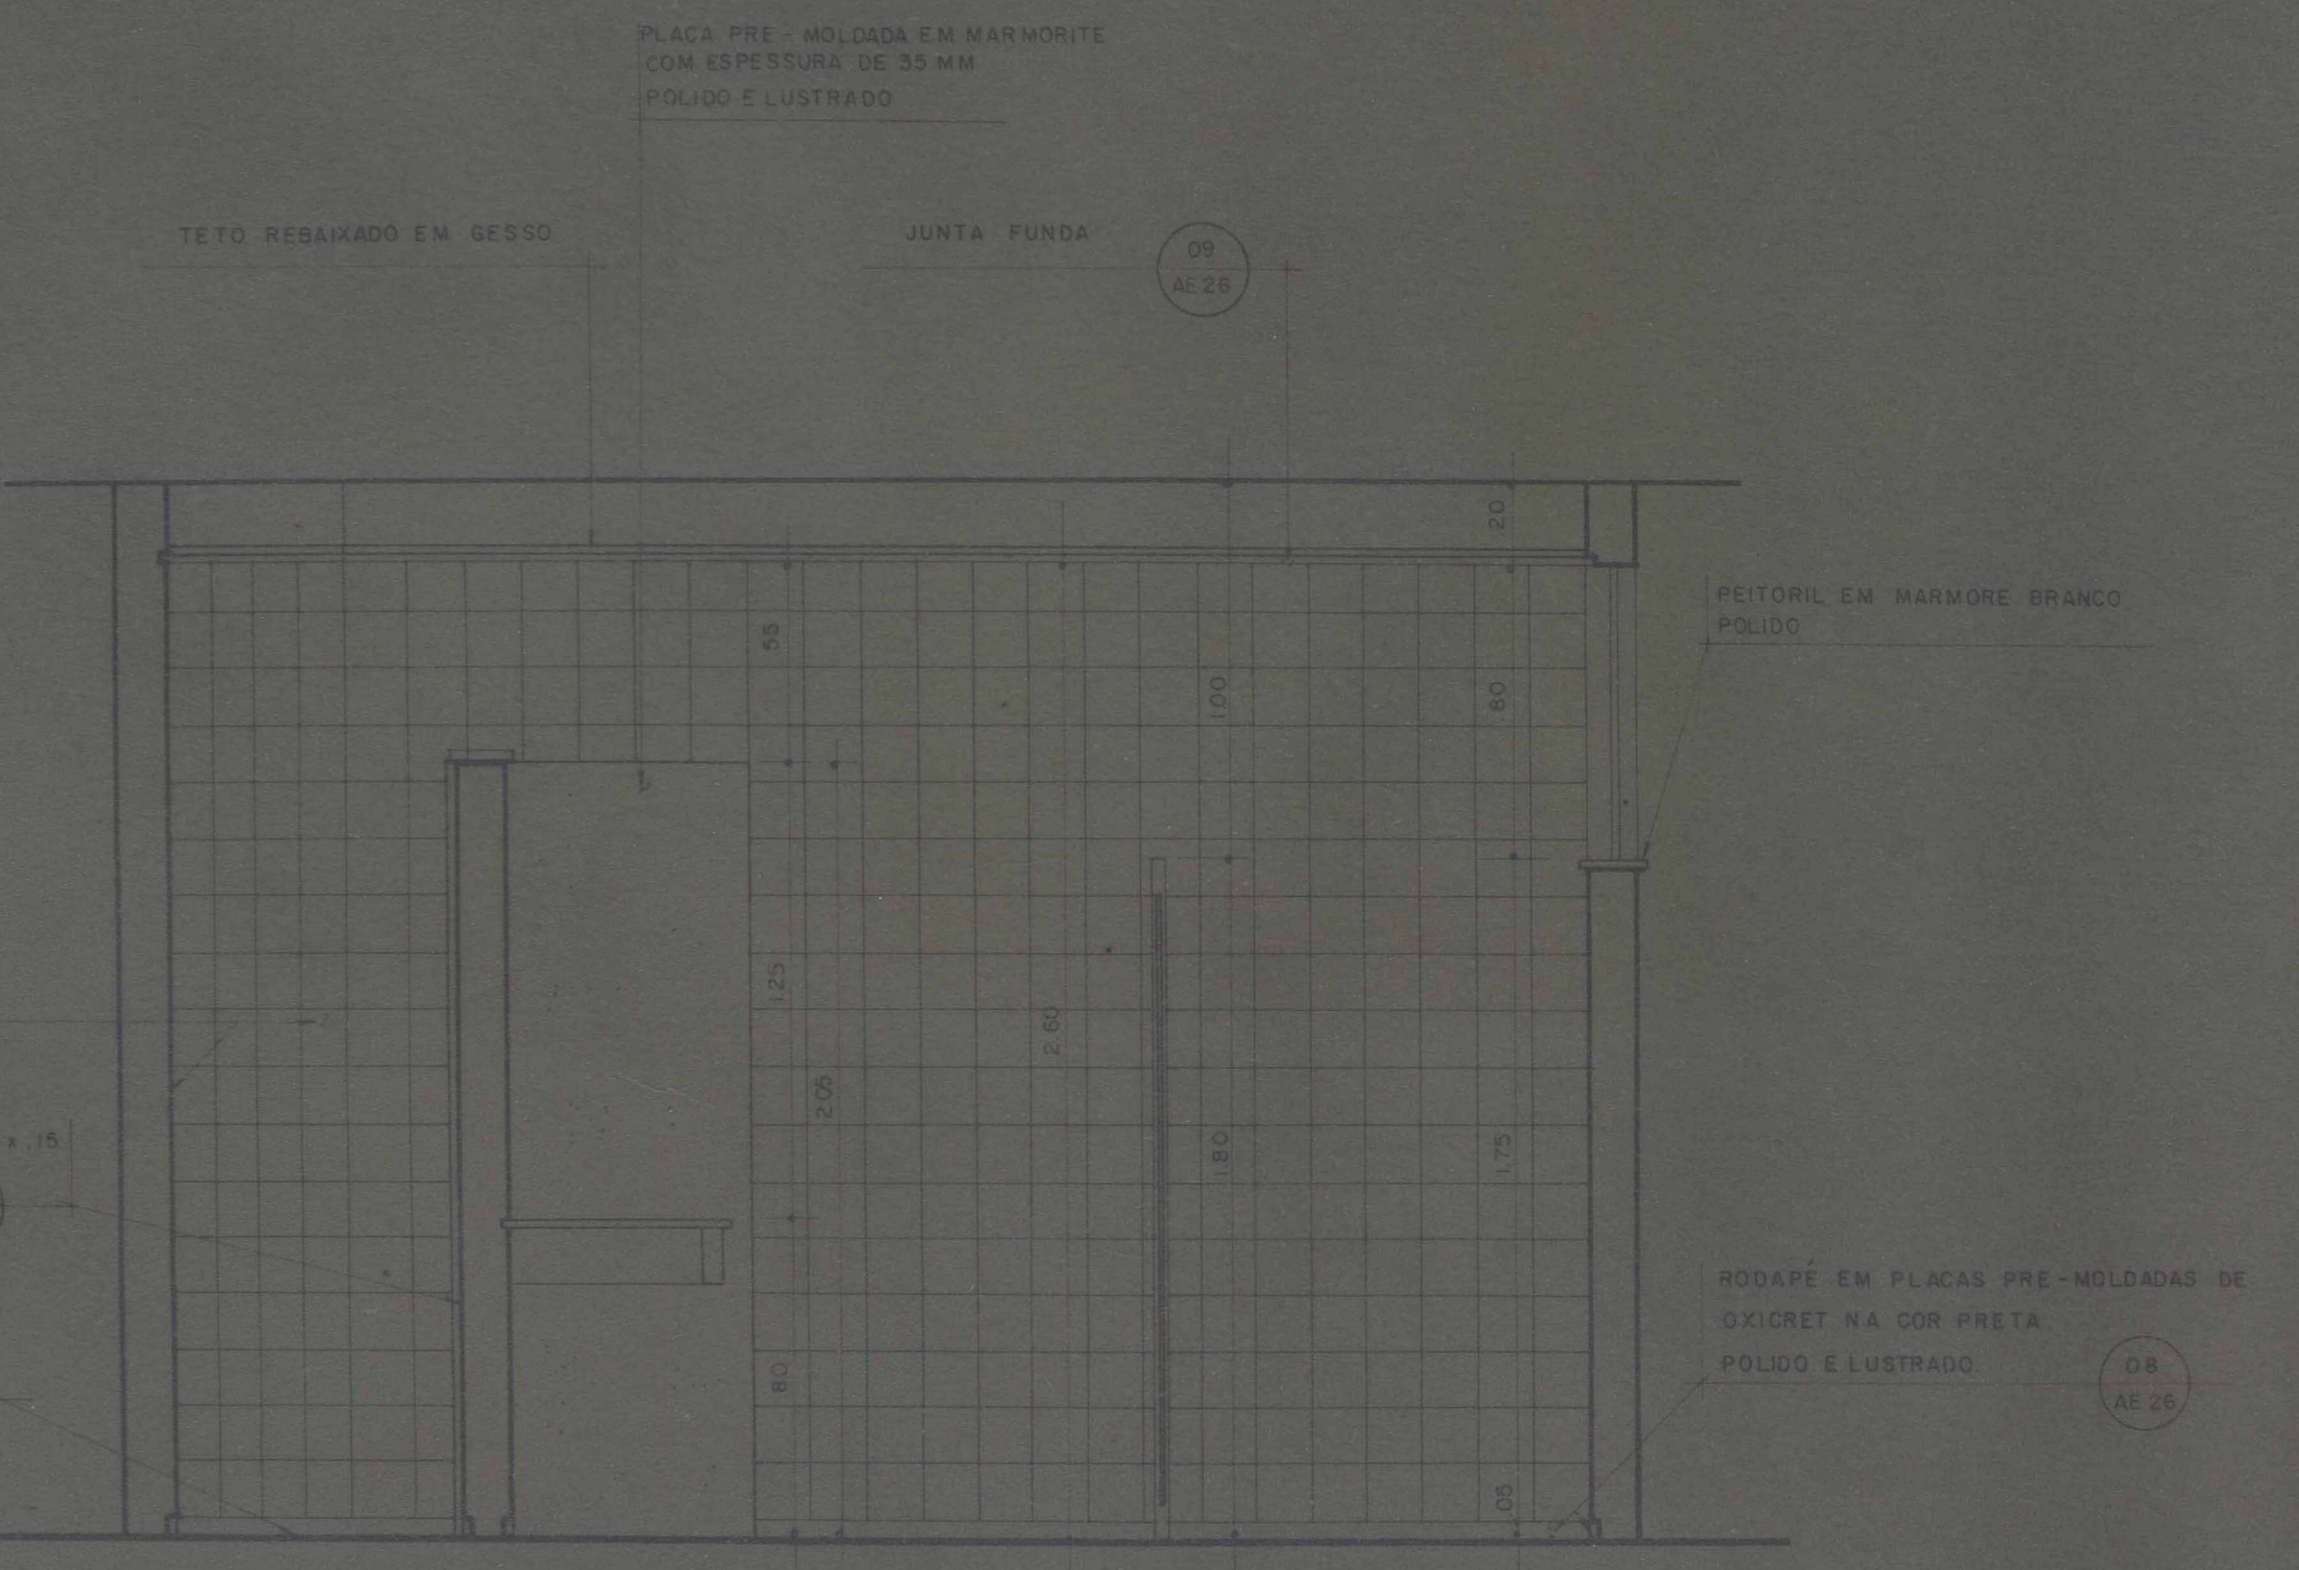 PLACA PRE - MOLDADA EM MARMORITE
COM ESPESSURA DE 35 MM
POLIDO E LUSTRADO
TETO REBAIXADO EM GESSO
JUNTA FUNDA
09
AE 26
20
PEITORIL EM MARMORE BRANCO
POLIDO
55
1.00
80
1.25
2.60
2.05
x .15
1.80
1.75
RODAPÉ EM PLACAS PRE - MOLDADAS DE
OXICRET NA COR PRETA
POLIDO E LUSTRADO
08
AE 26
80
05